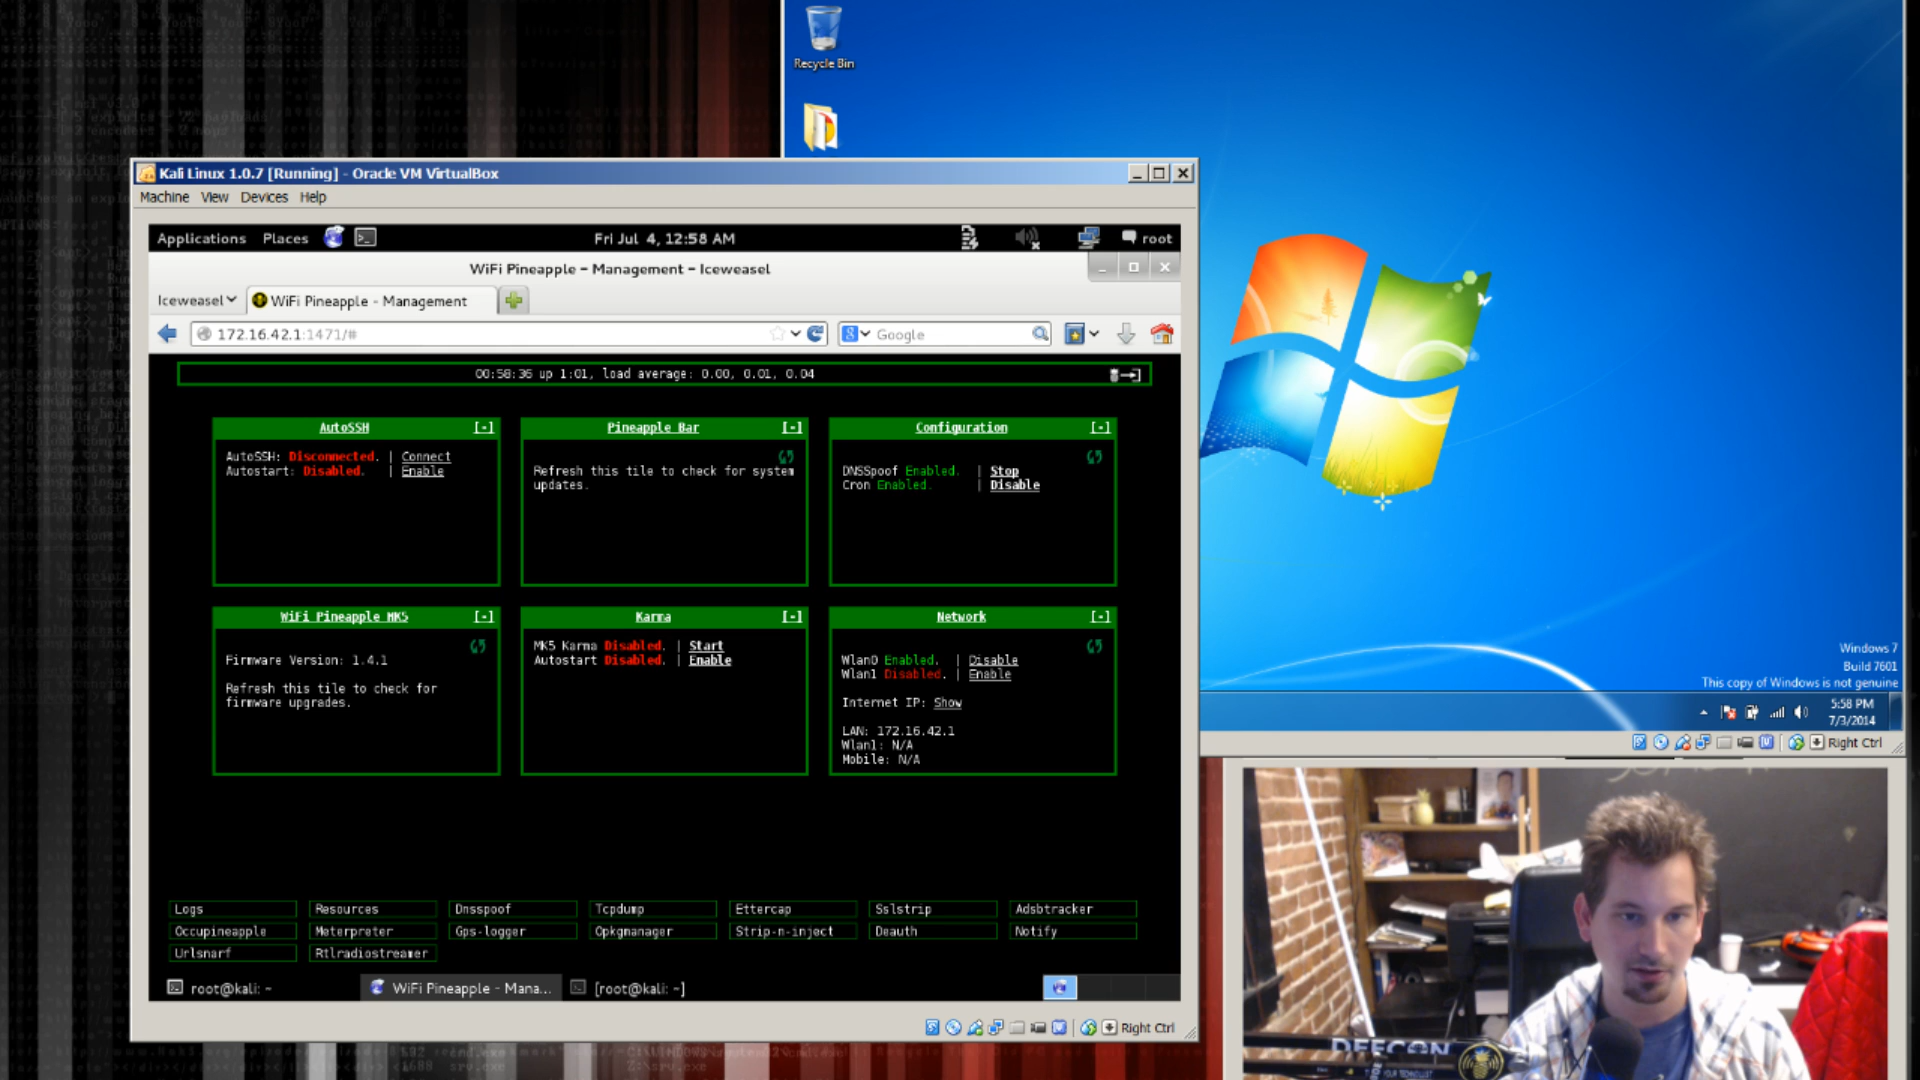 Recycle Bin
Kali Linux 1.0.7 [Running] - Oracle VM VirtualBox
Machine View Devices Help
Applications Places Fri Jul 4, 12:58 AM root
WiFi Pineapple - Management - Iceweasel
Iceweasel WiFi Pineapple - Management
172.16.42.1:1471/# Google
00:58:36 up 1:01, load average: 0.00, 0.01, 0.04
AutoSSH [-]
AutoSSH: Disconnected. | Connect
Autostart: Disabled. | Enable
Pineapple Bar [-]
Refresh this tile to check for system
updates.
Configuration [-]
DNSSpoof Enabled. | Stop
Cron Enabled. | Disable
WiFi Pineapple MK5 [-]
Firmware Version: 1.4.1
Refresh this tile to check for
firmware upgrades.
Karma [-]
MK5 Karma Disabled. | Start
Autostart Disabled. | Enable
Network [-]
Wlan0 Enabled. | Disable
Wlan1 Disabled. | Enable
Internet IP: Show
LAN: 172.16.42.1
Wlan1: N/A
Mobile: N/A
Logs Resources Dnsspoof Tcpdump Ettercap Sslstrip Adsbtracker
Occupineapple Meterpreter Gps-logger Opkgmanager Strip-n-inject Deauth Notify
Urlsnarf Rtlradiostreamer
root@kali: ~ WiFi Pineapple - Mana... [root@kali: ~]
Right Ctrl
Windows 7
Build 7601
This copy of Windows is not genuine
5:58 PM
7/3/2014
Right Ctrl
DEFCON